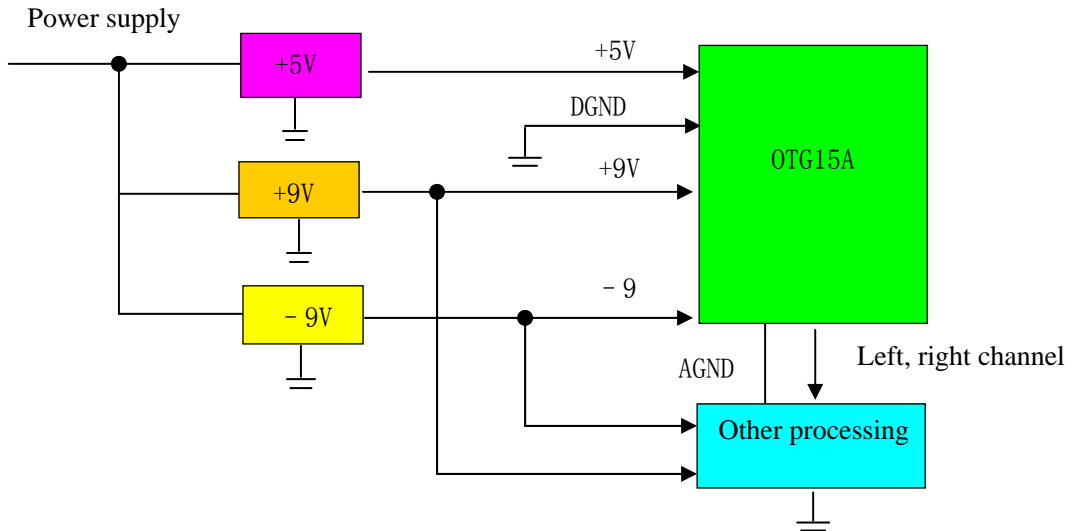 Power supply
+5V
+5V
DGND
OTG15A
+9V
+9V
-9
-9V
AGND
Left, right channel
Other processing